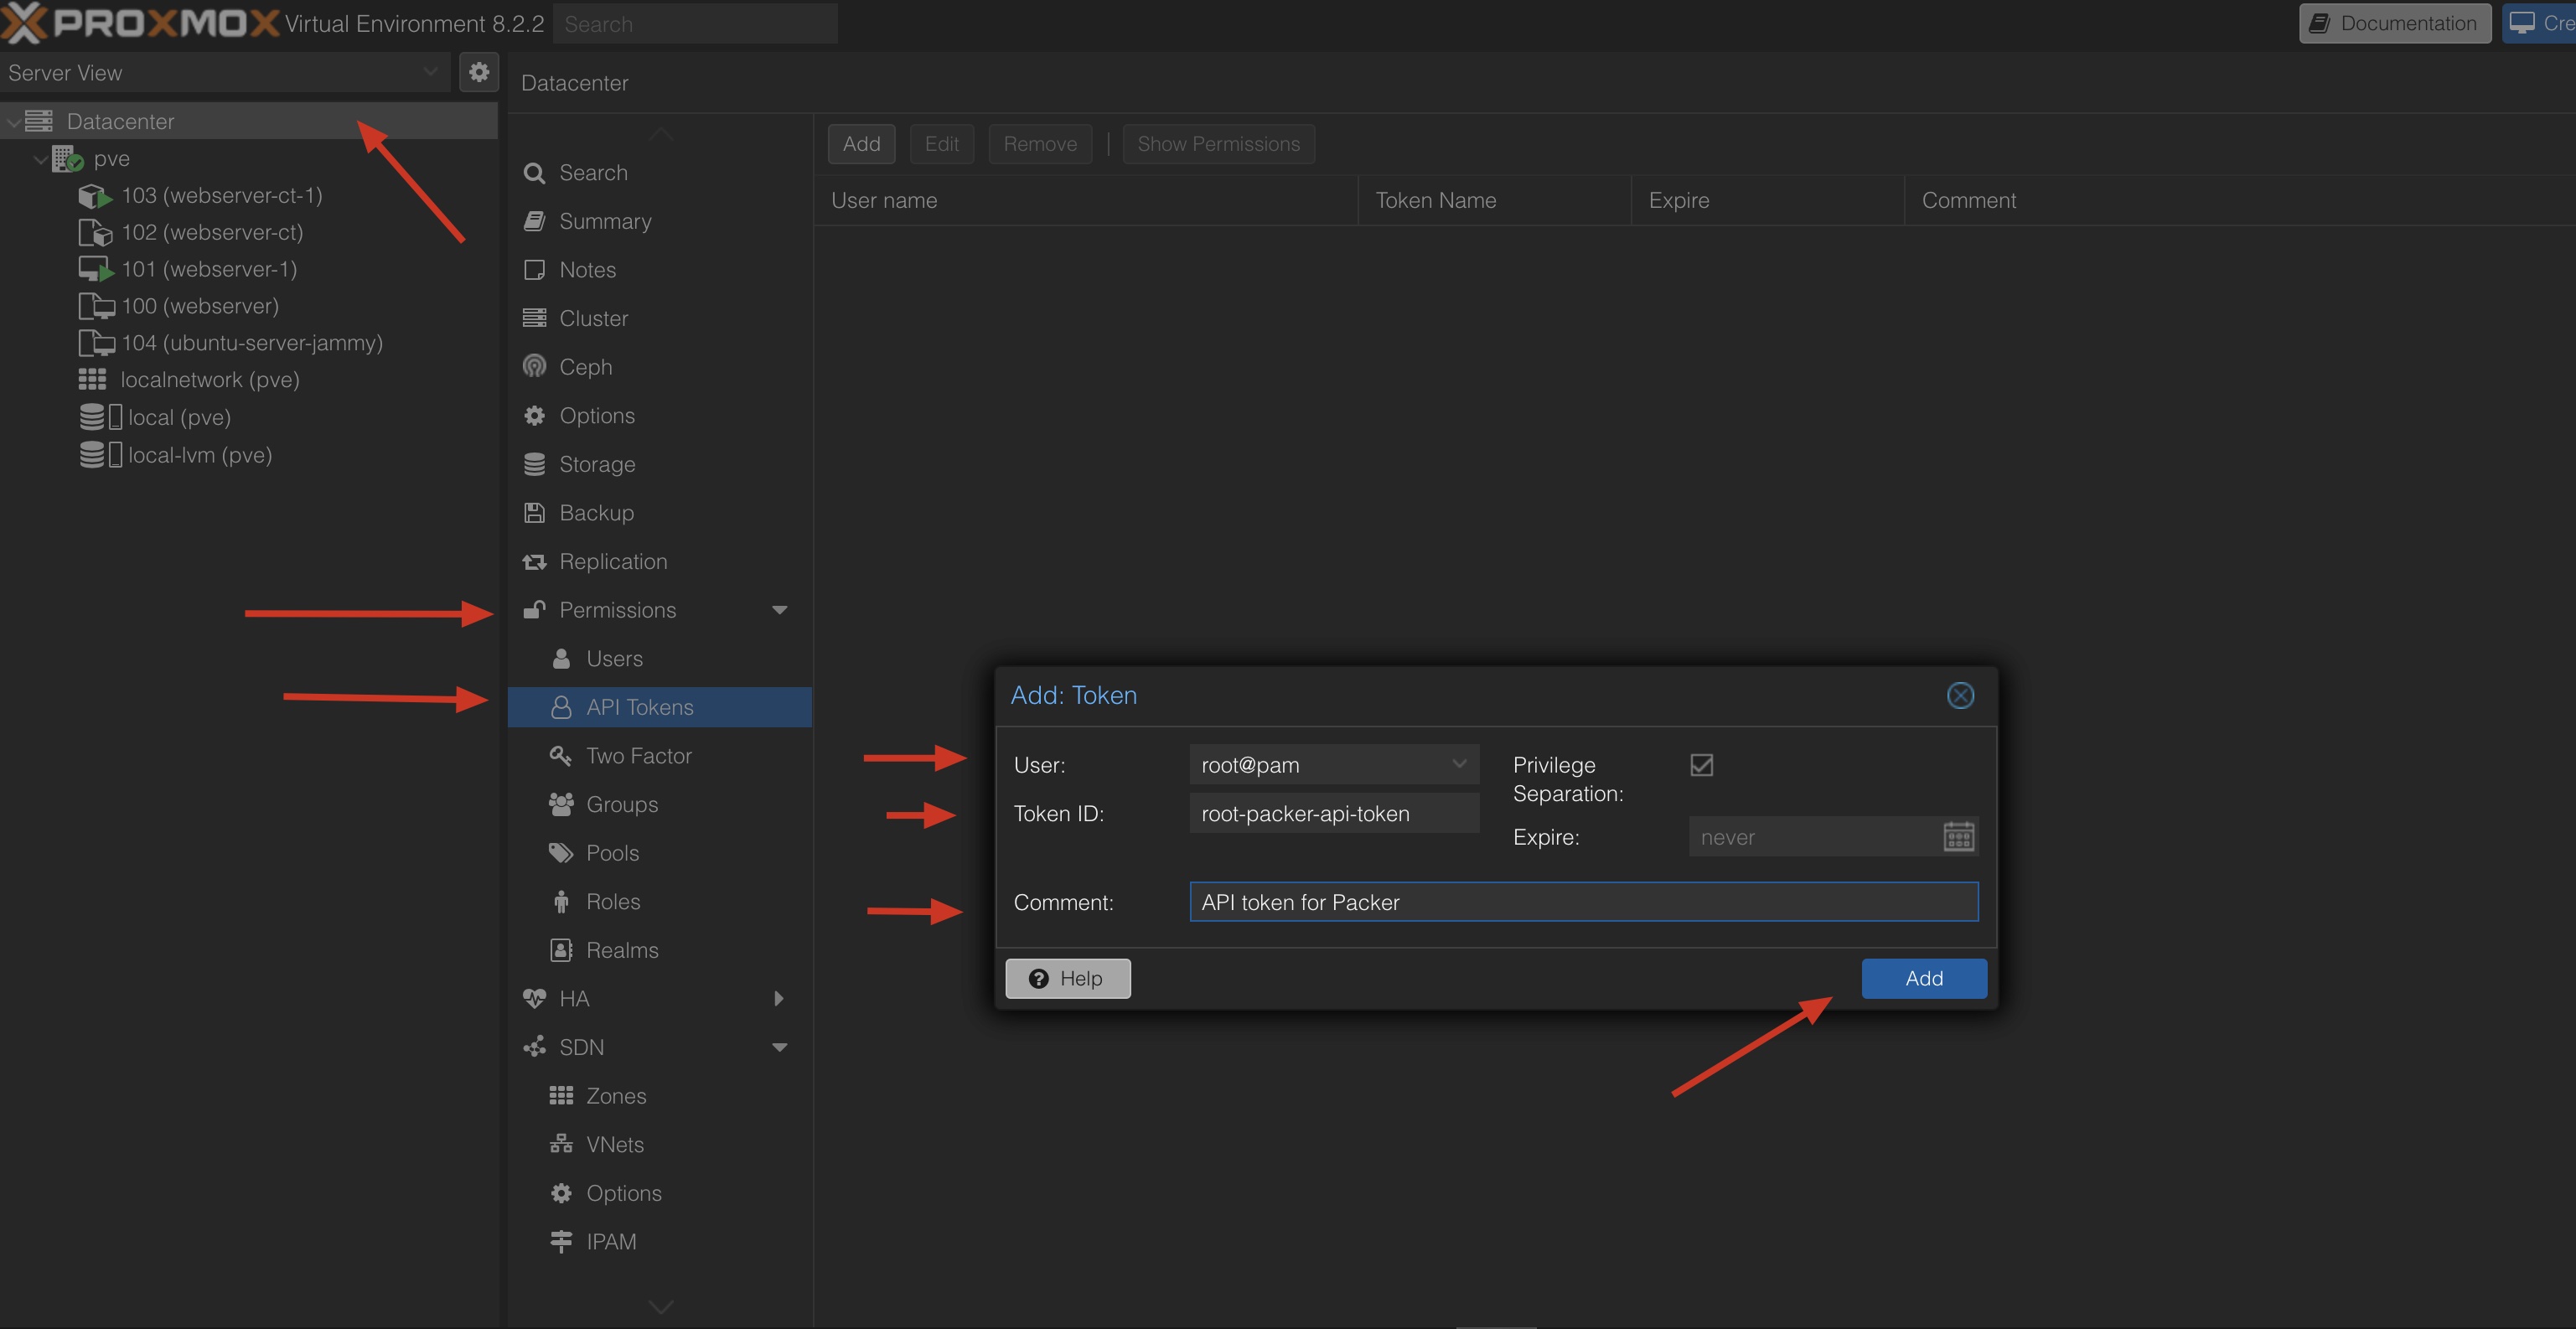 PROXMOX Virtual Environment 8.2.2
Search
Documentation
Cre
Server View
Datacenter
pve
103 (webserver-ct-1)
102 (webserver-ct)
101 (webserver-1)
100 (webserver)
104 (ubuntu-server-jammy)
localnetwork (pve)
local (pve)
local-lvm (pve)
Datacenter
Search
Summary
Notes
Cluster
Ceph
Options
Storage
Backup
Replication
Permissions
Users
API Tokens
Two Factor
Groups
Pools
Roles
Realms
HA
SDN
Zones
VNets
Options
IPAM
Add Edit Remove | Show Permissions
User name Token Name Expire Comment
Add: Token
User: root@pam
Token ID: root-packer-api-token
Privilege
Separation:
Expire: never
Comment: API token for Packer
Help
Add